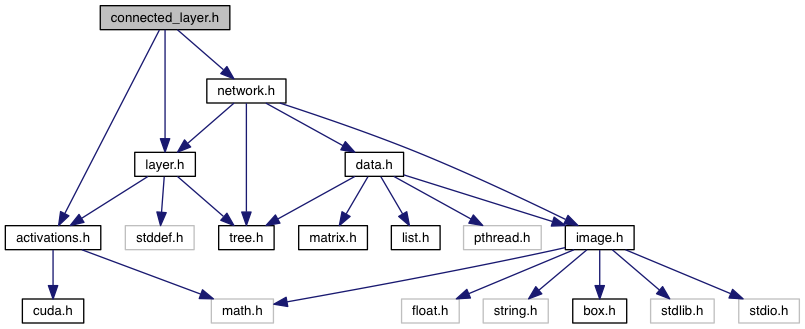 connected_layer.h
network.h
layer.h
data.h
activations.h
stddef.h
tree.h
matrix.h
list.h
pthread.h
image.h
cuda.h
math.h
float.h
string.h
box.h
stdlib.h
stdio.h